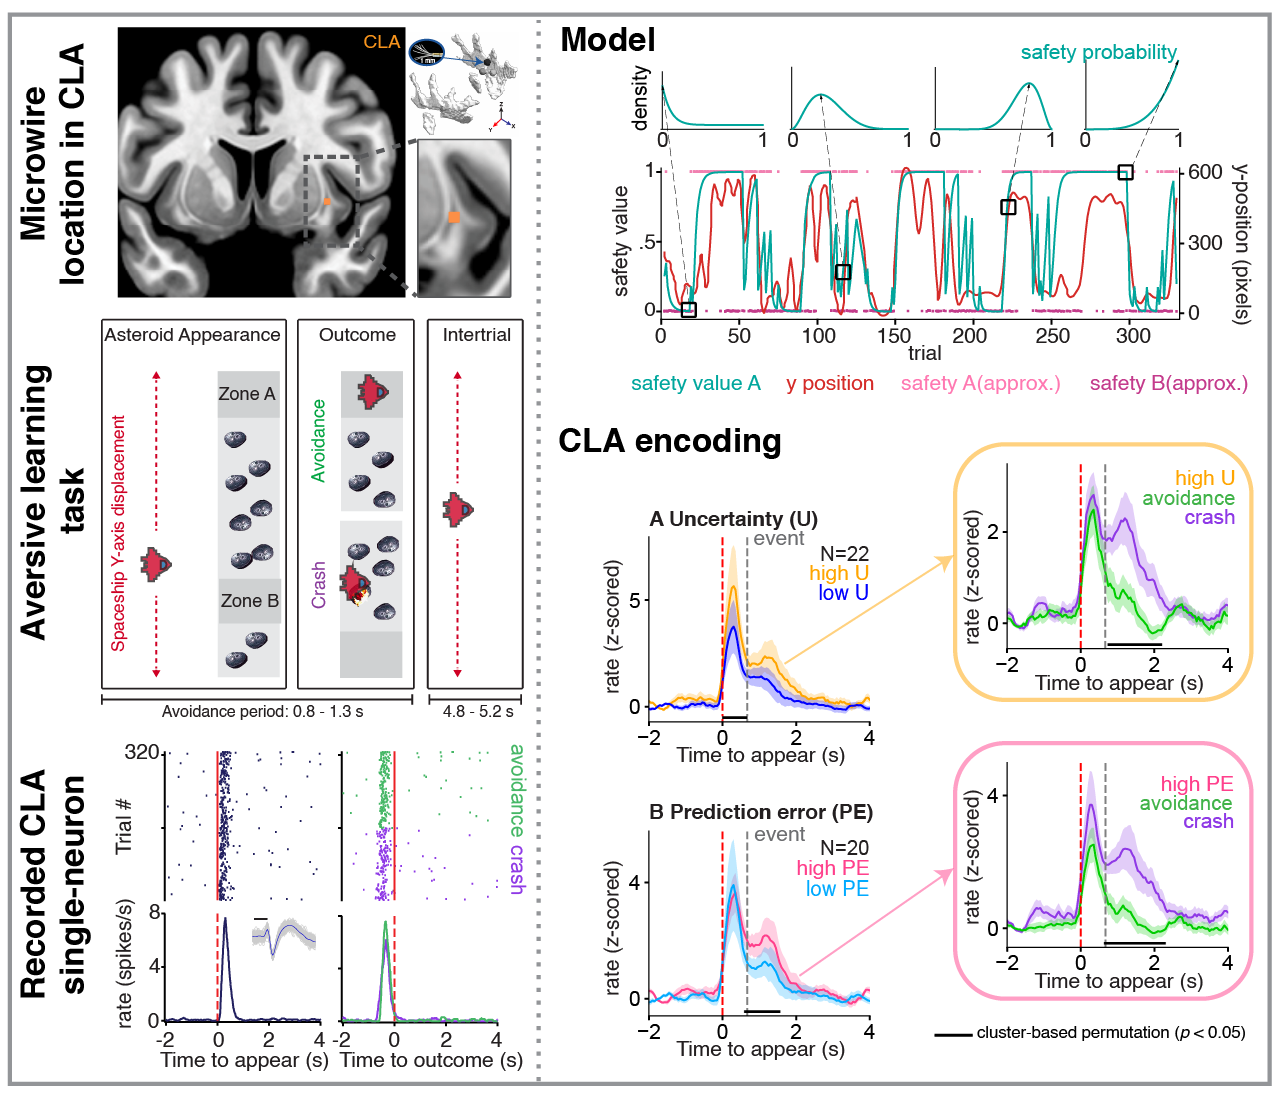 Microwire
location in CLA
CLA
1 mm
Z
Y
X
Aversive learning
task
Asteroid Appearance
Outcome
Intertrial
Spaceship Y-axis displacement
Zone A
Zone B
Avoidance
Crash
Avoidance period: 0.8 - 1.3 s
4.8 - 5.2 s
Recorded CLA
single-neuron
320
Trial #
avoidance crash
8
4
0
rate (spikes/s)
-2 0 2 4
Time to appear (s)
-2 0 2 4
Time to outcome (s)
Model
safety probability
density
0 1
0 1
0 1
0 1
safety value
1
.5
0
600
300
0
y-position (pixels)
0 50 100 150 200 250 300
trial
safety value A
y position
safety A(approx.)
safety B(approx.)
CLA encoding
A Uncertainty (U)
event
N=22
high U
low U
5
0
rate (z-scored)
−2 0 2 4
Time to appear (s)
high U
avoidance
crash
2
0
rate (z-scored)
−2 0 2 4
Time to appear (s)
B Prediction error (PE)
event
N=20
high PE
low PE
4
0
rate (z-scored)
−2 0 2 4
Time to appear (s)
high PE
avoidance
crash
4
0
rate (z-scored)
−2 0 2 4
Time to appear (s)
cluster-based permutation (p < 0.05)